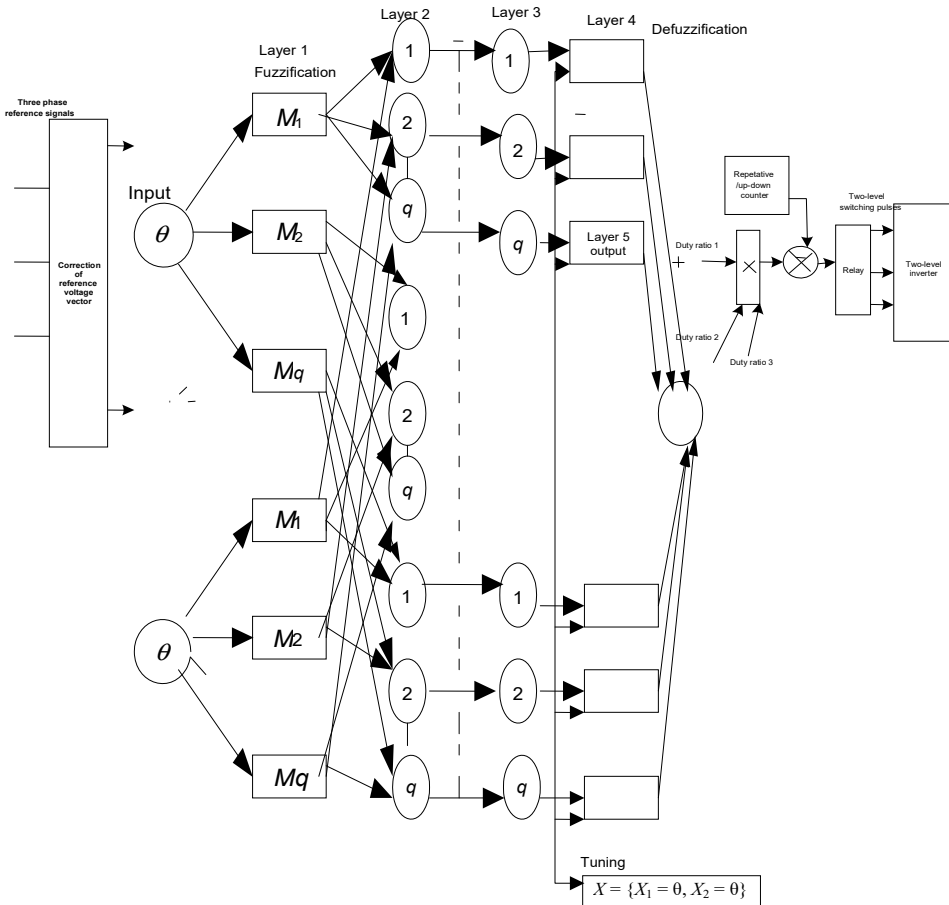 Layer 2
Layer 3
Layer 4
Defuzzification
Layer 1
Fuzzification
Three phase
reference signals
Input
θ
θ
Correction
of
reference
voltage
vector
M1
M2
Mq
M1
M2
Mq
1
2
q
1
2
q
1
2
q
1
2
q
1
2
q
Layer 5
output
+
Duty ratio 1
Duty ratio 2
Duty ratio 3
×
Repetative
/up-down
counter
Relay
Two-level
switching pulses
Two-level
inverter
Tuning
X = {X1 = θ, X2 = θ}